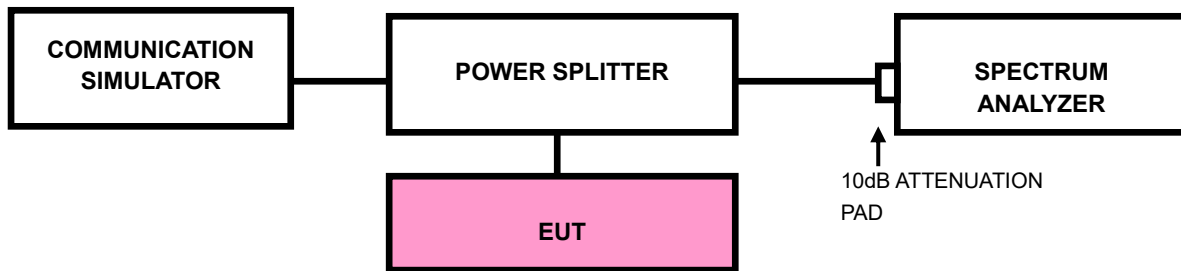 COMMUNICATION
SIMULATOR
POWER SPLITTER
SPECTRUM
ANALYZER
10dB ATTENUATION
PAD
EUT